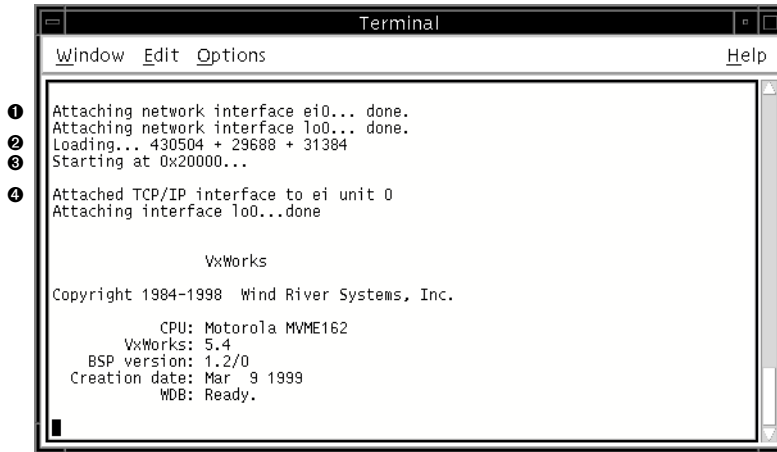 Terminal
Window Edit Options Help
❶ Attaching network interface ei0... done.
Attaching network interface lo0... done.
❷ Loading... 430504 + 29688 + 31384
❸ Starting at 0x20000...
❹ Attached TCP/IP interface to ei unit 0
Attaching interface lo0...done
VxWorks
Copyright 1984-1998 Wind River Systems, Inc.
CPU: Motorola MVME162
VxWorks: 5.4
BSP version: 1.2/0
Creation date: Mar 9 1999
WDB: Ready.